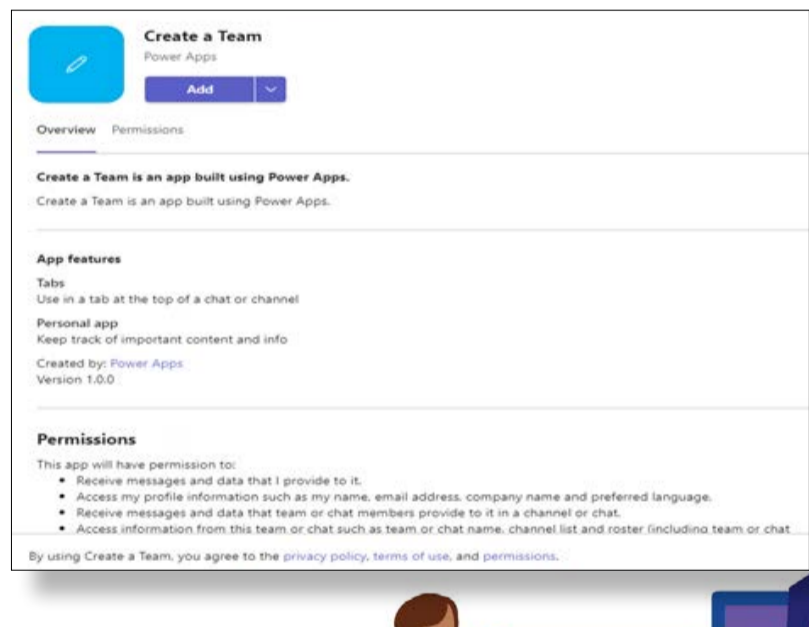 Create a Team
Power Apps
Add
Overview Permissions
Create a Team is an app built using Power Apps.
Create a Team is an app built using Power Apps.
App features
Tabs
Use in a tab at the top of a chat or channel
Personal app
Keep track of important content and info
Created by: Power Apps
Version 1.0.0
Permissions
This app will have permission to:
• Receive messages and data that I provide to it.
• Access my profile information such as my name, email address, company name and preferred language.
• Receive messages and data that team or chat members provide to it in a channel or chat.
• Access information from this team or chat such as team or chat name, channel list and roster (including team or chat
By using Create a Team, you agree to the privacy policy, terms of use, and permissions.